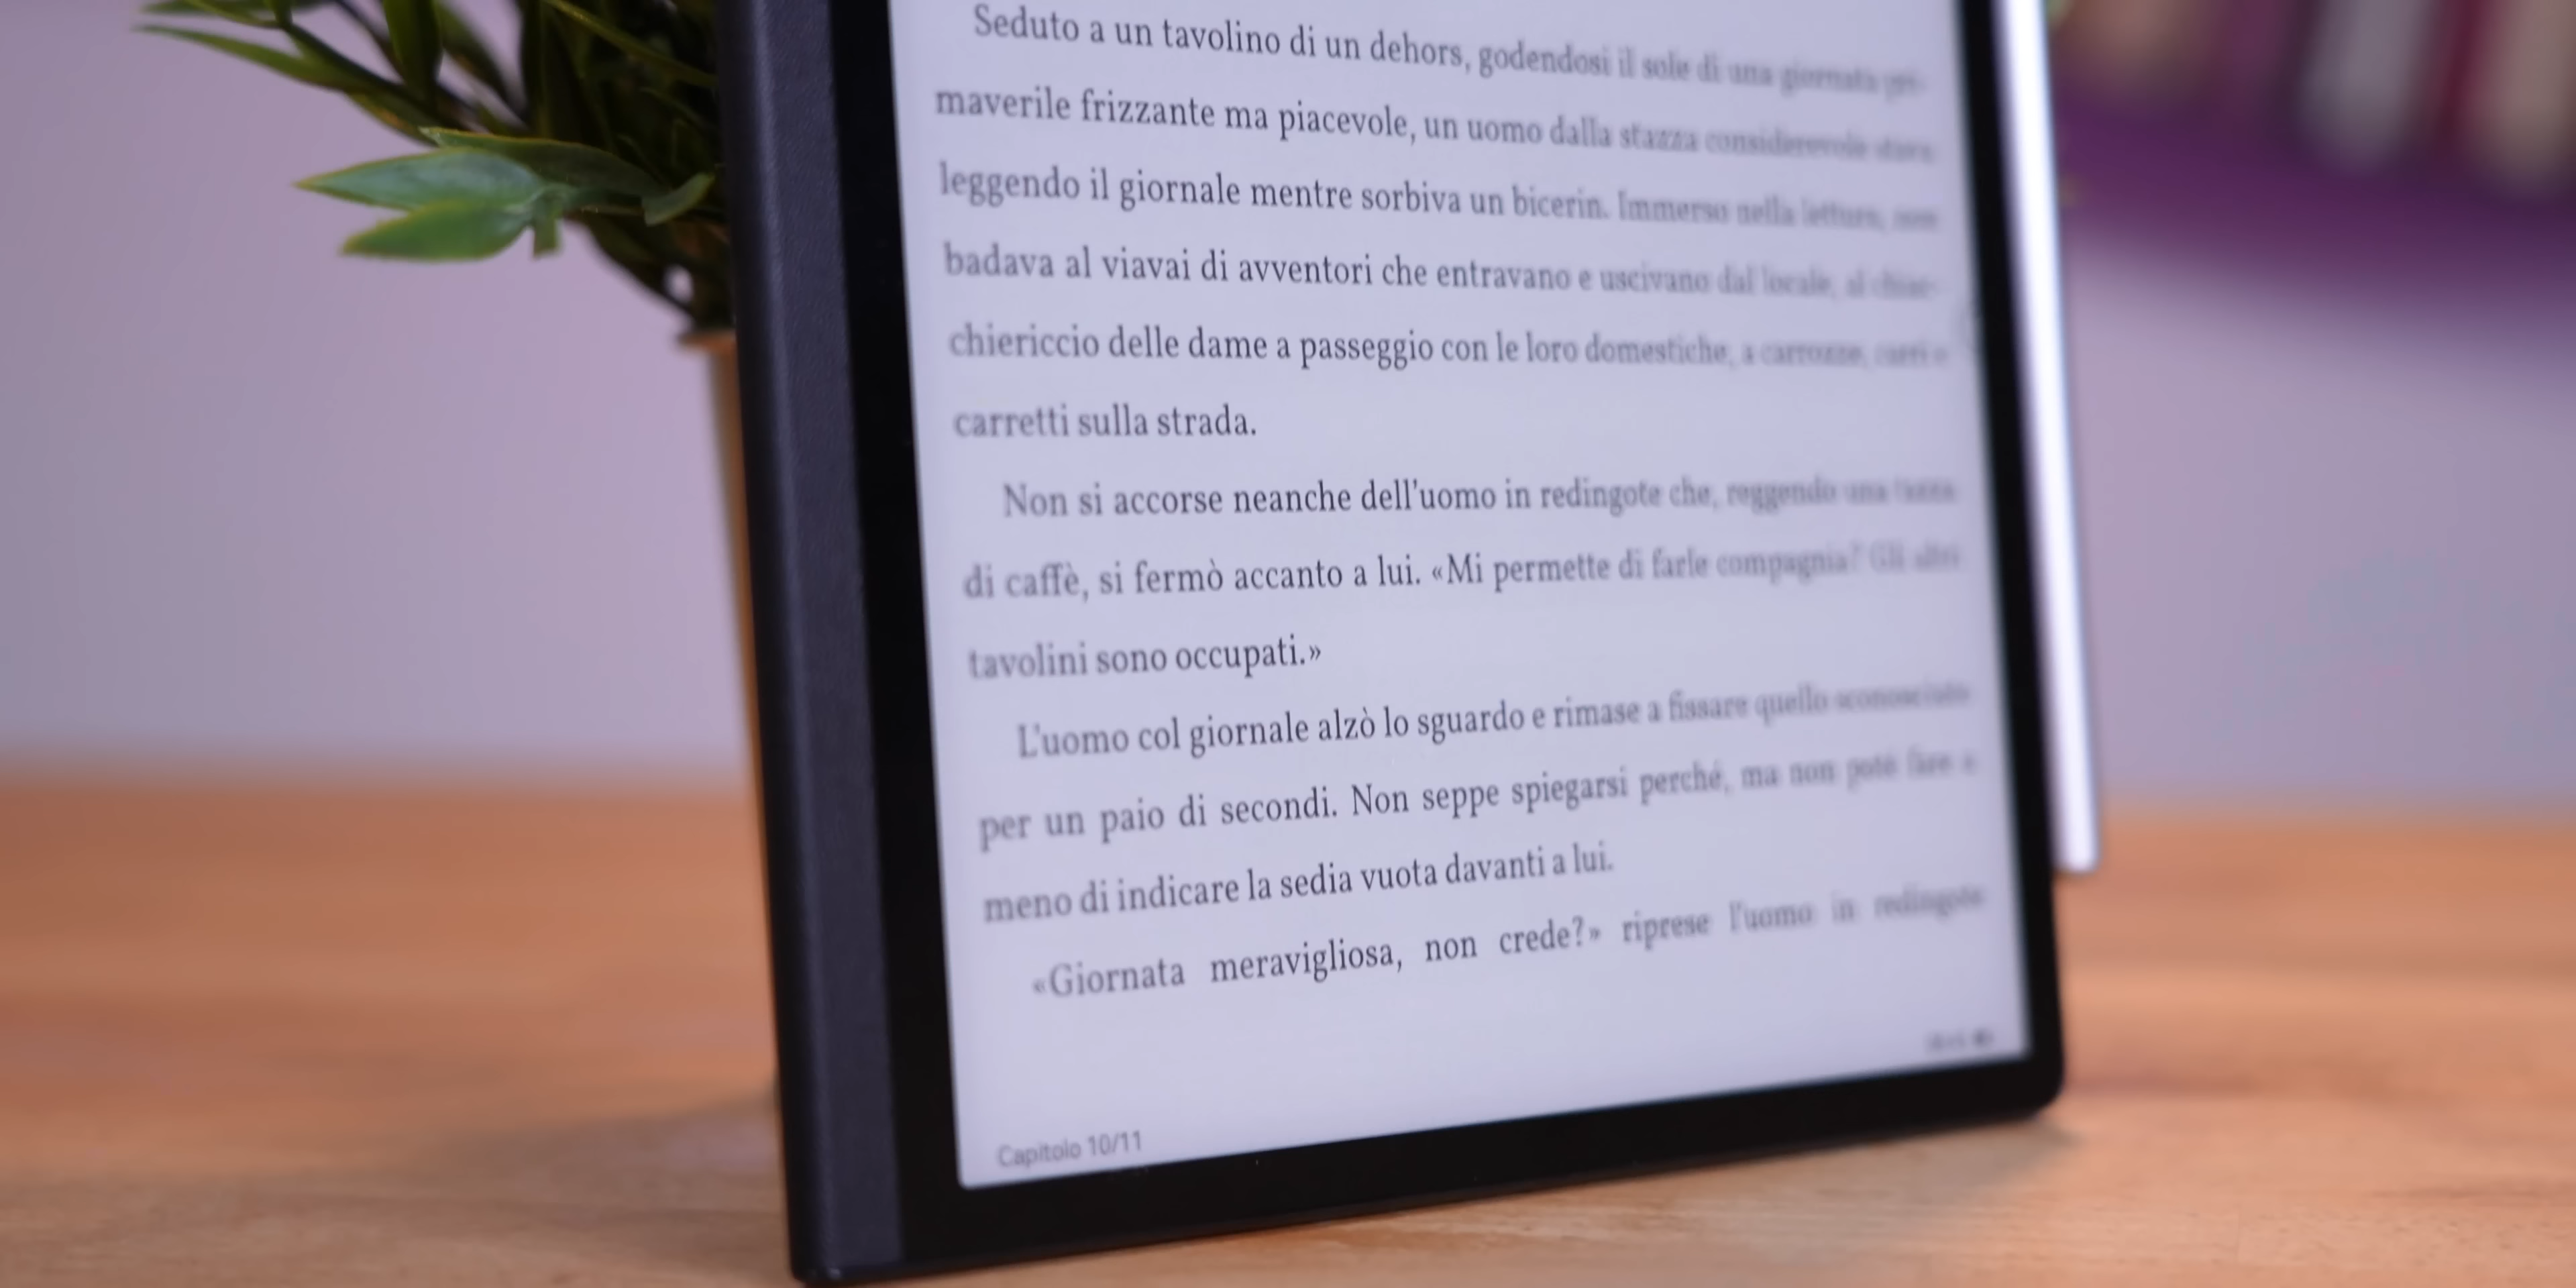 Seduto a un tavolino di un dehors, godendosi il sole di una giornata pri-
maverile frizzante ma piacevole, un uomo dalla stazza considerevole stava
leggendo il giornale mentre sorbiva un bicerin. Immerso nella lettura, non
badava al viavai di avventori che entravano e uscivano dal locale, al chiac-
chiericcio delle dame a passeggio con le loro domestiche, a carrozze, carri e
carretti sulla strada.
Non si accorse neanche dell'uomo in redingote che, reggendo una tazza
di caffè, si fermò accanto a lui. «Mi permette di farle compagnia? Gli altri
tavolini sono occupati.»
L'uomo col giornale alzò lo sguardo e rimase a fissare quello sconosciuto
per un paio di secondi. Non seppe spiegarsi perché, ma non poté fare a
meno di indicare la sedia vuota davanti a lui.
«Giornata meravigliosa, non crede?» riprese l'uomo in redingote
Capitolo 10/11